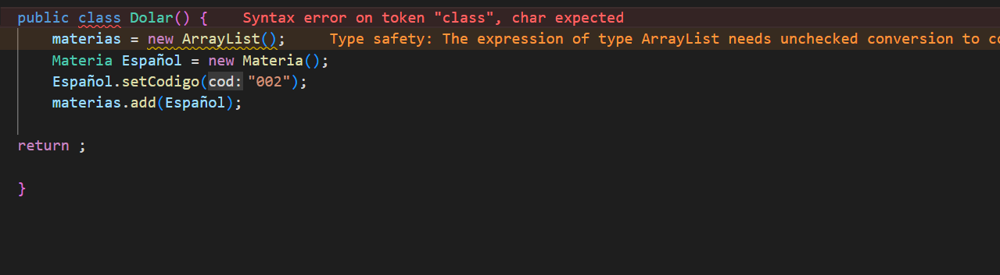 public class Dolar() { Syntax error on token "class", char expected
materias = new ArrayList(); Type safety: The expression of type ArrayList needs unchecked conversion to co
Materia Español = new Materia();
Español.setCodigo(cod: "002");
materias.add(Español);
return ;
}